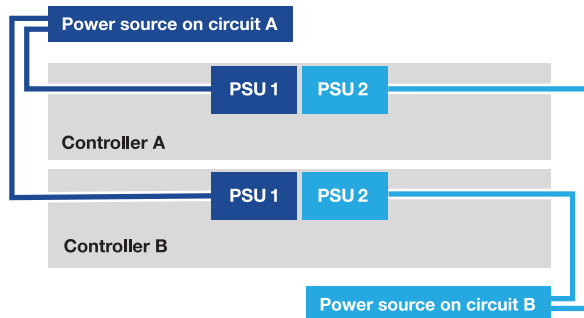 Power source on circuit A
PSU 1 PSU 2
Controller A
PSU 1 PSU 2
Controller B
Power source on circuit B